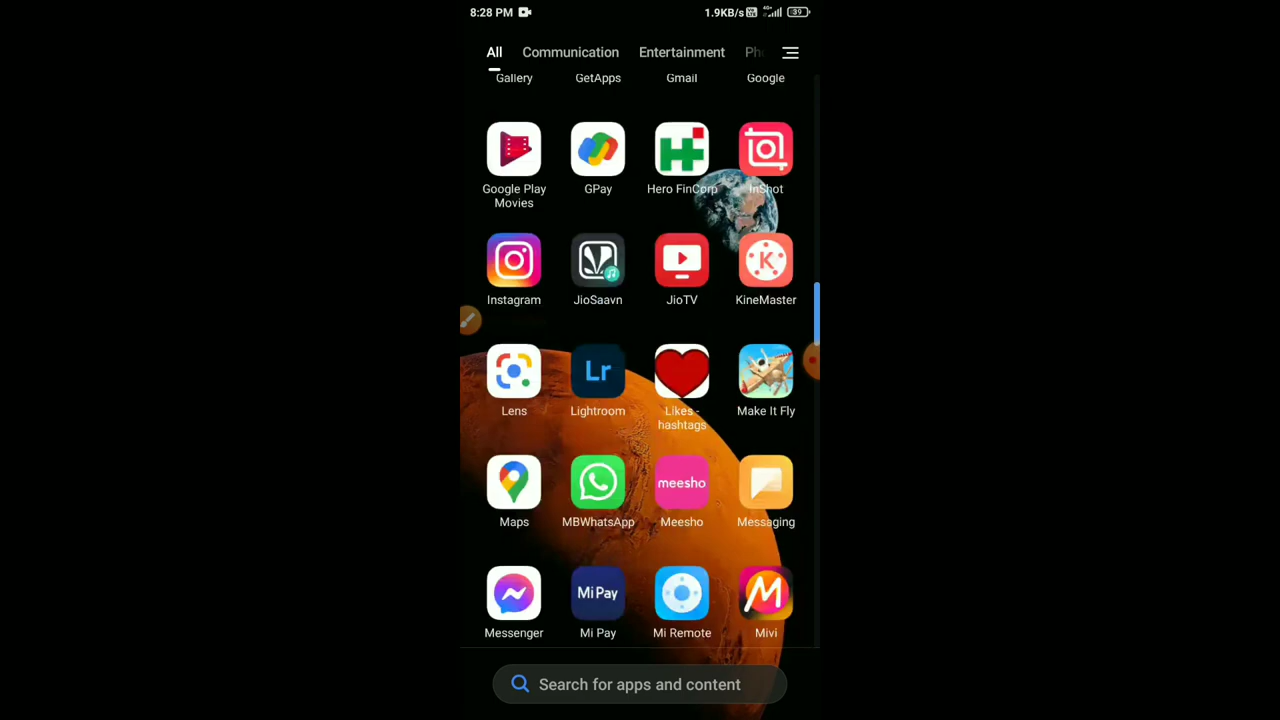 8:28 PM 1.9KB/s 4G+ 39
All Communication Entertainment
Gallery GetApps Gmail Google
Google Play Movies GPay Hero FinCorp InShot
Instagram JioSaavn JioTV K KineMaster
Lens Lr Lightroom Likes - hashtags Make It Fly
Maps MBWhatsApp meesho Meesho Messaging
Messenger Mi Pay Mi Pay Mi Remote M Mivi
Search for apps and content